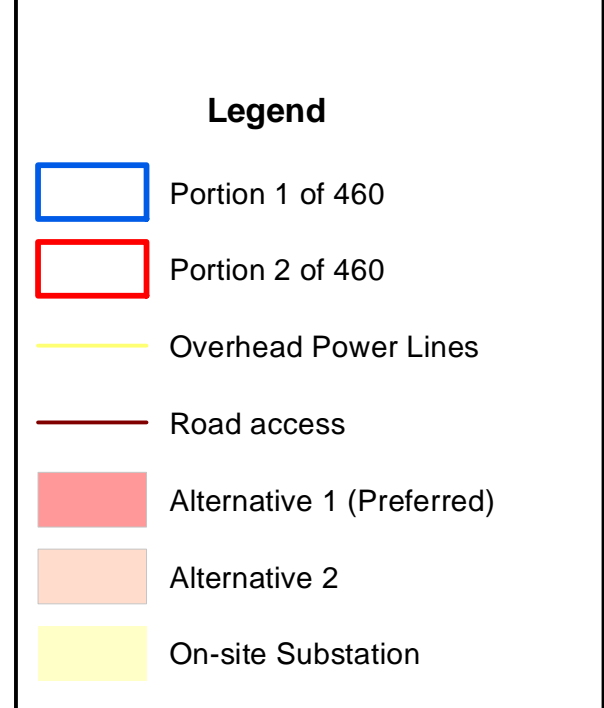 Legend
Portion 1 of 460
Portion 2 of 460
Overhead Power Lines
Road access
Alternative 1 (Preferred)
Alternative 2
On-site Substation